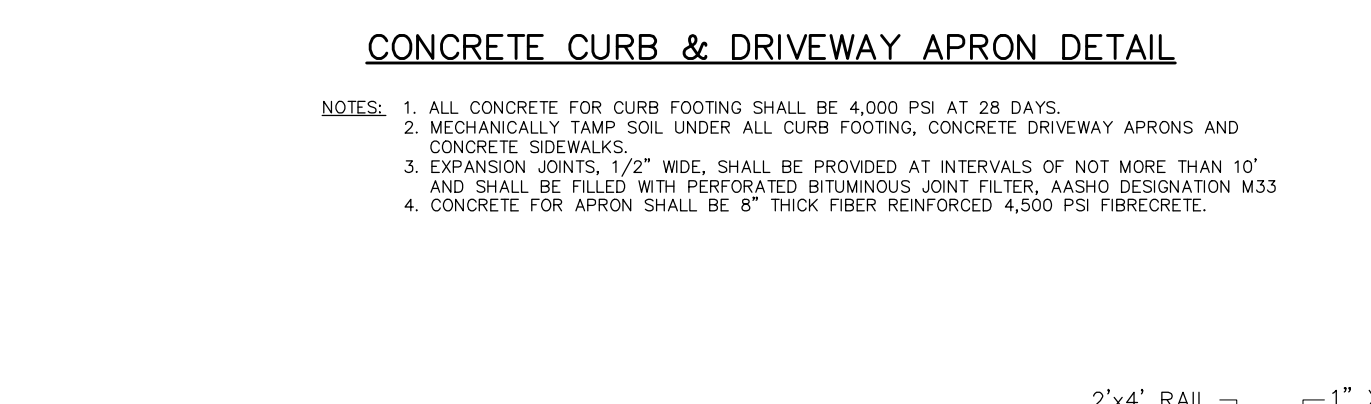 CONCRETE CURB & DRIVEWAY APRON DETAIL
NOTES: 1. ALL CONCRETE FOR CURB FOOTING SHALL BE 4,000 PSI AT 28 DAYS.
2. MECHANICALLY TAMP SOIL UNDER ALL CURB FOOTING, CONCRETE DRIVEWAY APRONS AND
CONCRETE SIDEWALKS.
3. EXPANSION JOINTS, 1/2" WIDE, SHALL BE PROVIDED AT INTERVALS OF NOT MORE THAN 10'
AND SHALL BE FILLED WITH PERFORATED BITUMINOUS JOINT FILTER, AASHO DESIGNATION M33
4. CONCRETE FOR APRON SHALL BE 8" THICK FIBER REINFORCED 4,500 PSI FIBRECRETE.
2'x4' RAIL 1"